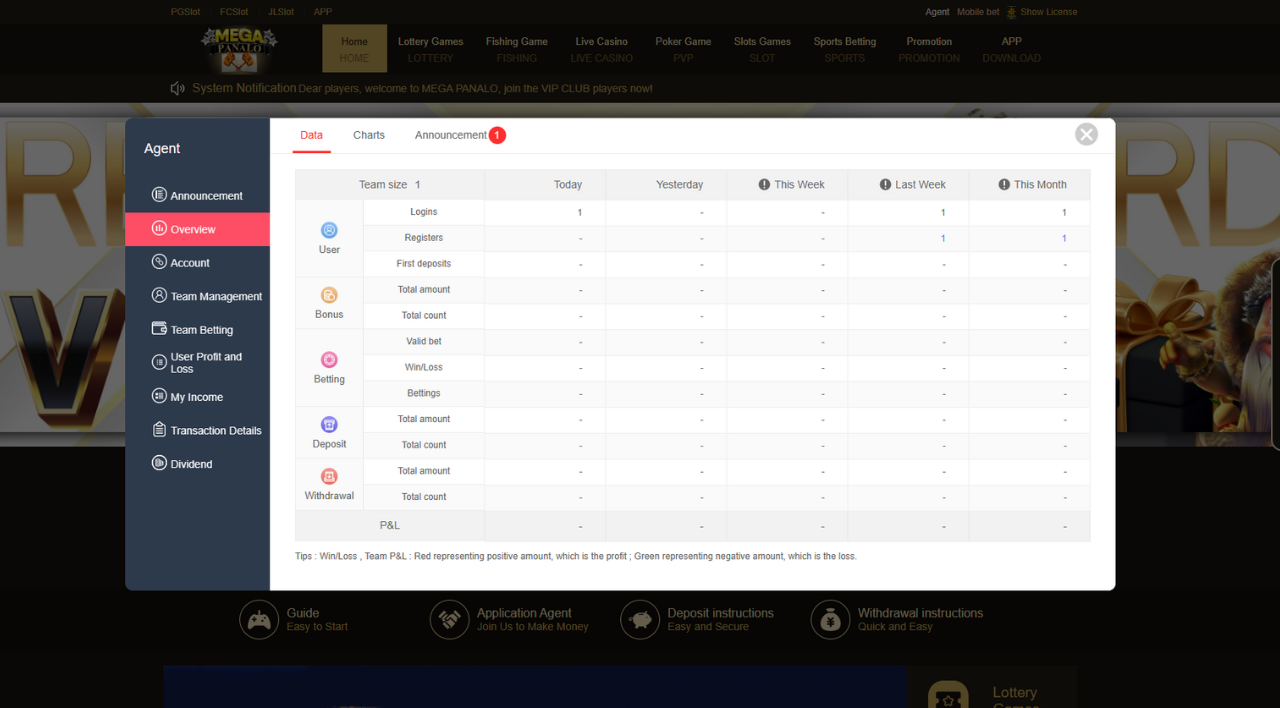 PGSlot FCSlot JLSlot APP
Agent Mobile bet Show License
MEGA
PANALO
Home Lottery Games Fishing Game Live Casino Poker Game Slots Games Sports Betting Promotion APP
HOME LOTTERY FISHING LIVE CASINO PVP SLOT SPORTS PROMOTION DOWNLOAD
System Notification Dear players, welcome to MEGA PANALO, join the VIP CLUB players now!
Agent
Announcement
Overview
Account
Team Management
Team Betting
User Profit and
Loss
My Income
Transaction Details
Dividend
Data Charts Announcement 1
Team size 1 Today Yesterday This Week Last Week This Month
User
Logins 1 - - 1 1
Registers - - - 1 1
First deposits - - - - -
Bonus
Total amount - - - - -
Total count - - - - -
Betting
Valid bet - - - - -
Win/Loss - - - - -
Bettings - - - - -
Deposit
Total amount - - - - -
Total count - - - - -
Withdrawal
Total amount - - - - -
Total count - - - - -
P&L - - - - -
Tips : Win/Loss , Team P&L : Red representing positive amount, which is the profit ; Green representing negative amount, which is the loss.
Guide
Easy to Start
Application Agent
Join Us to Make Money
Deposit instructions
Easy and Secure
Withdrawal instructions
Quick and Easy
Lottery
Games